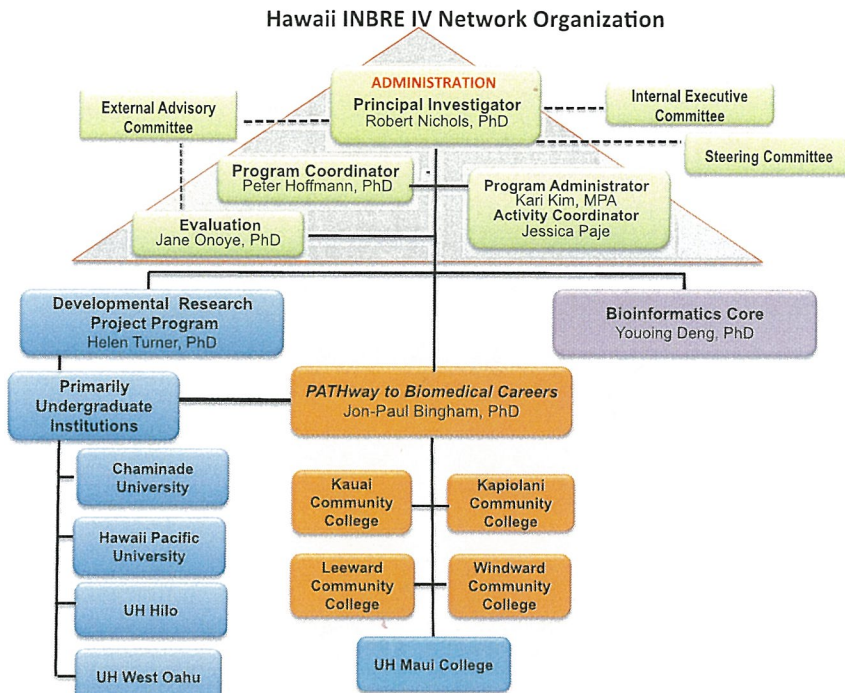 Hawaii INBRE IV Network Organization
ADMINISTRATION
Principal Investigator
Robert Nichols, PhD
External Advisory
Committee
Internal Executive
Committee
Steering Committee
Program Coordinator
Peter Hoffmann, PhD
Program Administrator
Kari Kim, MPA
Activity Coordinator
Jessica Paje
Evaluation
Jane Onoye, PhD
Developmental Research
Project Program
Helen Turner, PhD
Bioinformatics Core
Youoing Deng, PhD
Primarily
Undergraduate
Institutions
PATHway to Biomedical Careers
Jon-Paul Bingham, PhD
Chaminade
University
Hawaii Pacific
University
UH Hilo
UH West Oahu
Kauai
Community
College
Kapiolani
Community
College
Leeward
Community
College
Windward
Community
College
UH Maui College